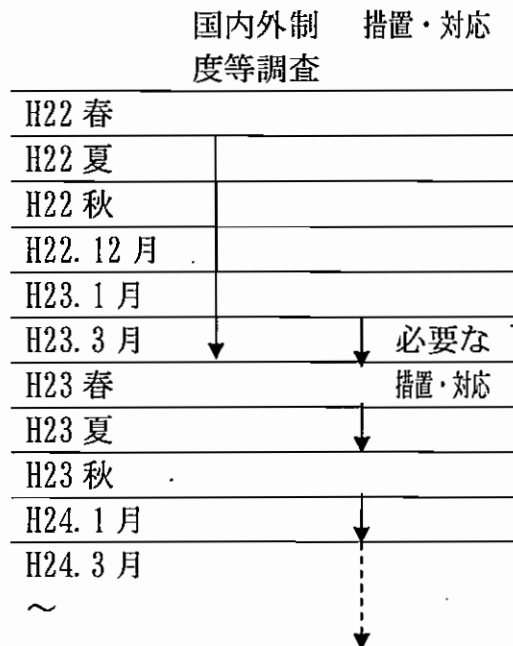 国内外制 措置・対応
度等調査
H22 春
H22 夏
H22 秋
H22. 12 月
H23. 1 月
H23. 3 月 必要な
H23 春 措置・対応
H23 夏
H23 秋
H24. 1 月
H24. 3 月
～